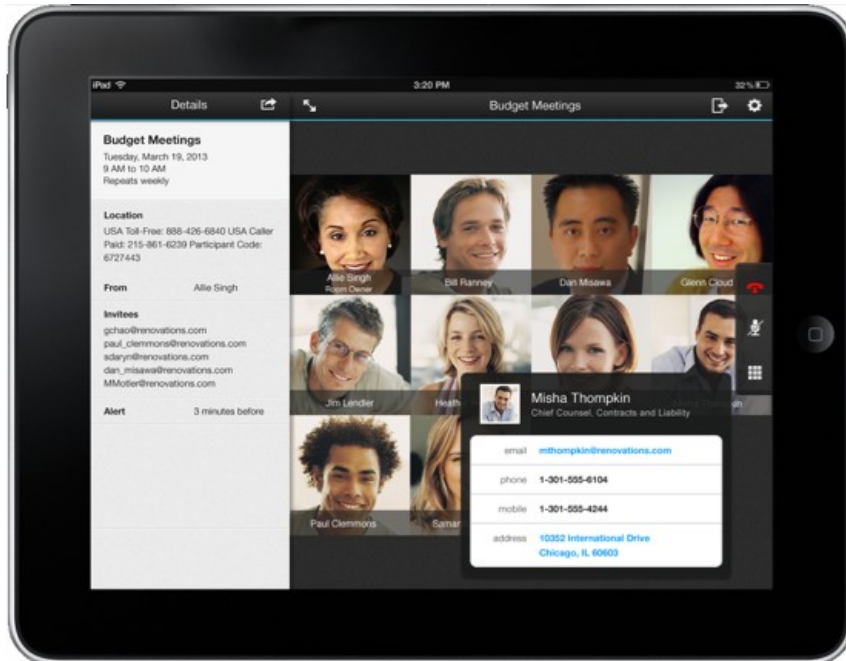 iPad
3:20 PM
32%
Details
Budget Meetings
Budget Meetings
Tuesday, March 19, 2013
9 AM to 10 AM
Repeats weekly
Location
USA Toll-Free: 888-426-6840 USA Caller
Paid: 215-861-6239 Participant Code:
6727443
From Allie Singh
Invitees
gchao@renovations.com
paul_clemmons@renovations.com
sdaryn@renovations.com
dan_misawa@renovations.com
MMotler@renovations.com
Alert 3 minutes before
Allie Singh
Room Owner
Bill Ranney
Dan Misawa
Glenn Cloud
Jim Lendler
Heather
Paul Clemmons
Saman
Misha Thompkin
Chief Counsel, Contracts and Liability
email mthompkin@renovations.com
phone 1-301-555-6104
mobile 1-301-555-4244
address 10352 International Drive
Chicago, IL 60603